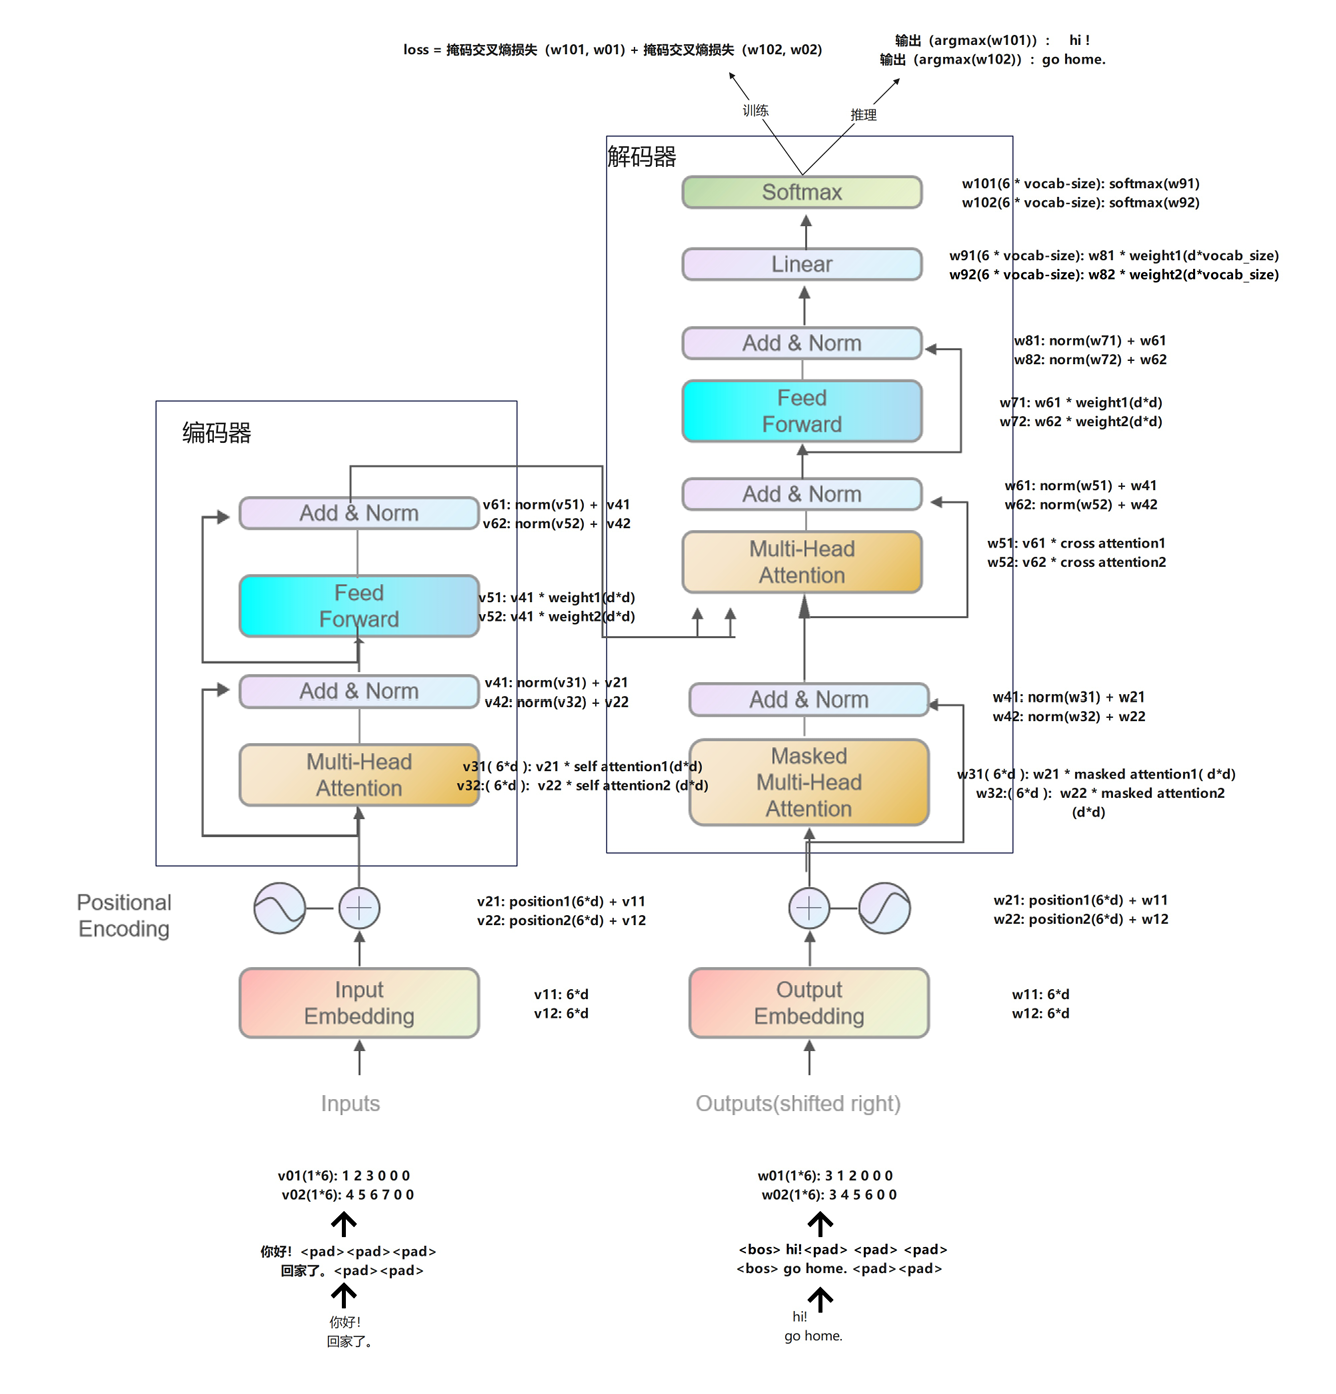 loss = 掩码交叉熵损失（w101, w01) + 掩码交叉熵损失（w102, w02)
输出（argmax(w101)）： hi !
输出（argmax(w102)）: go home.
训练
推理
解码器
Softmax
w101(6 * vocab-size): softmax(w91)
w102(6 * vocab-size): softmax(w92)
Linear
w91(6 * vocab-size): w81 * weight1(d*vocab_size)
w92(6 * vocab-size): w82 * weight2(d*vocab_size)
Add & Norm
w81: norm(w71) + w61
w82: norm(w72) + w62
Feed
Forward
w71: w61 * weight1(d*d)
w72: w62 * weight2(d*d)
Add & Norm
w61: norm(w51) + w41
w62: norm(w52) + w42
Multi-Head
Attention
w51: v61 * cross attention1
w52: v62 * cross attention2
Add & Norm
w41: norm(w31) + w21
w42: norm(w32) + w22
Masked
Multi-Head
Attention
w31( 6*d ): w21 * masked attention1( d*d)
w32:( 6*d ): w22 * masked attention2
(d*d)
编码器
Add & Norm
v61: norm(v51) + v41
v62: norm(v52) + v42
Feed
Forward
v51: v41 * weight1(d*d)
v52: v41 * weight2(d*d)
Add & Norm
v41: norm(v31) + v21
v42: norm(v32) + v22
Multi-Head
Attention
v31( 6*d ): v21 * self attention1(d*d)
v32:( 6*d ): v22 * self attention2 (d*d)
Positional
Encoding
v21: position1(6*d) + v11
v22: position2(6*d) + v12
w21: position1(6*d) + w11
w22: position2(6*d) + w12
Input
Embedding
v11: 6*d
v12: 6*d
Output
Embedding
w11: 6*d
w12: 6*d
Inputs
Outputs(shifted right)
v01(1*6): 1 2 3 0 0 0
v02(1*6): 4 5 6 7 0 0
w01(1*6): 3 1 2 0 0 0
w02(1*6): 3 4 5 6 0 0
你好！<pad><pad><pad>
回家了。<pad><pad>
<bos> hi!<pad> <pad> <pad>
<bos> go home. <pad><pad>
你好！
回家了。
hi!
go home.